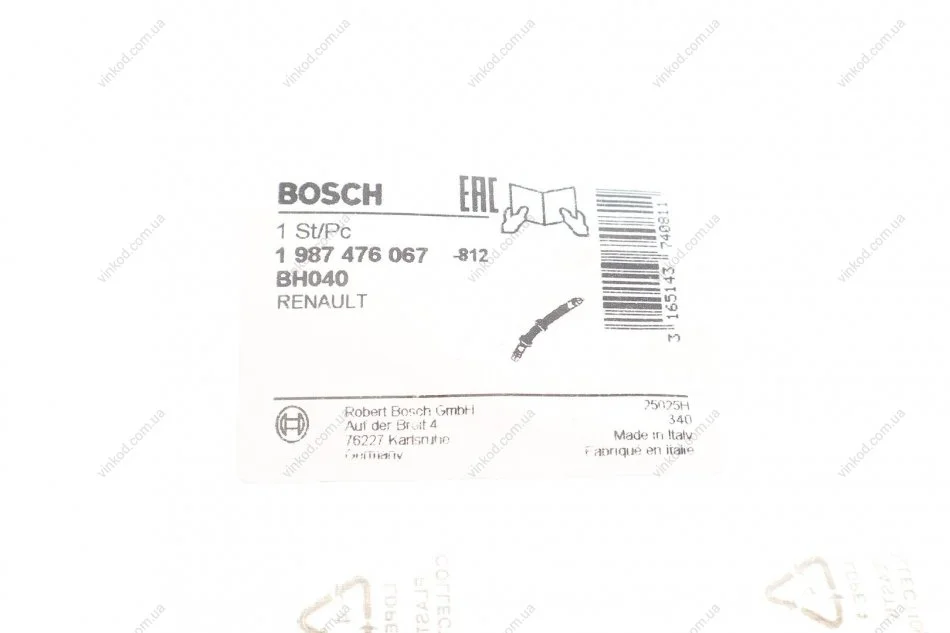 BOSCH
EAC
1 St/Pc
1 987 476 067 -812
BH040
RENAULT
3 165143 740811
Robert Bosch GmbH
Auf der Breit 4
76227 Karlsruhe
Germany
25025H
340
Made in Italy
Fabriqué en Italie
vinkod.com.ua